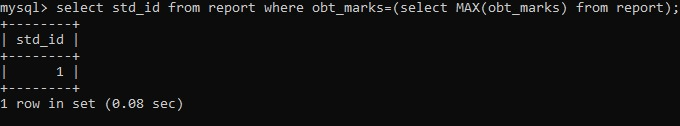 mysql> select std_id from report where obt_marks=(select MAX(obt_marks) from report);
+--------+
| std_id |
+--------+
|      1 |
+--------+
1 row in set (0.08 sec)